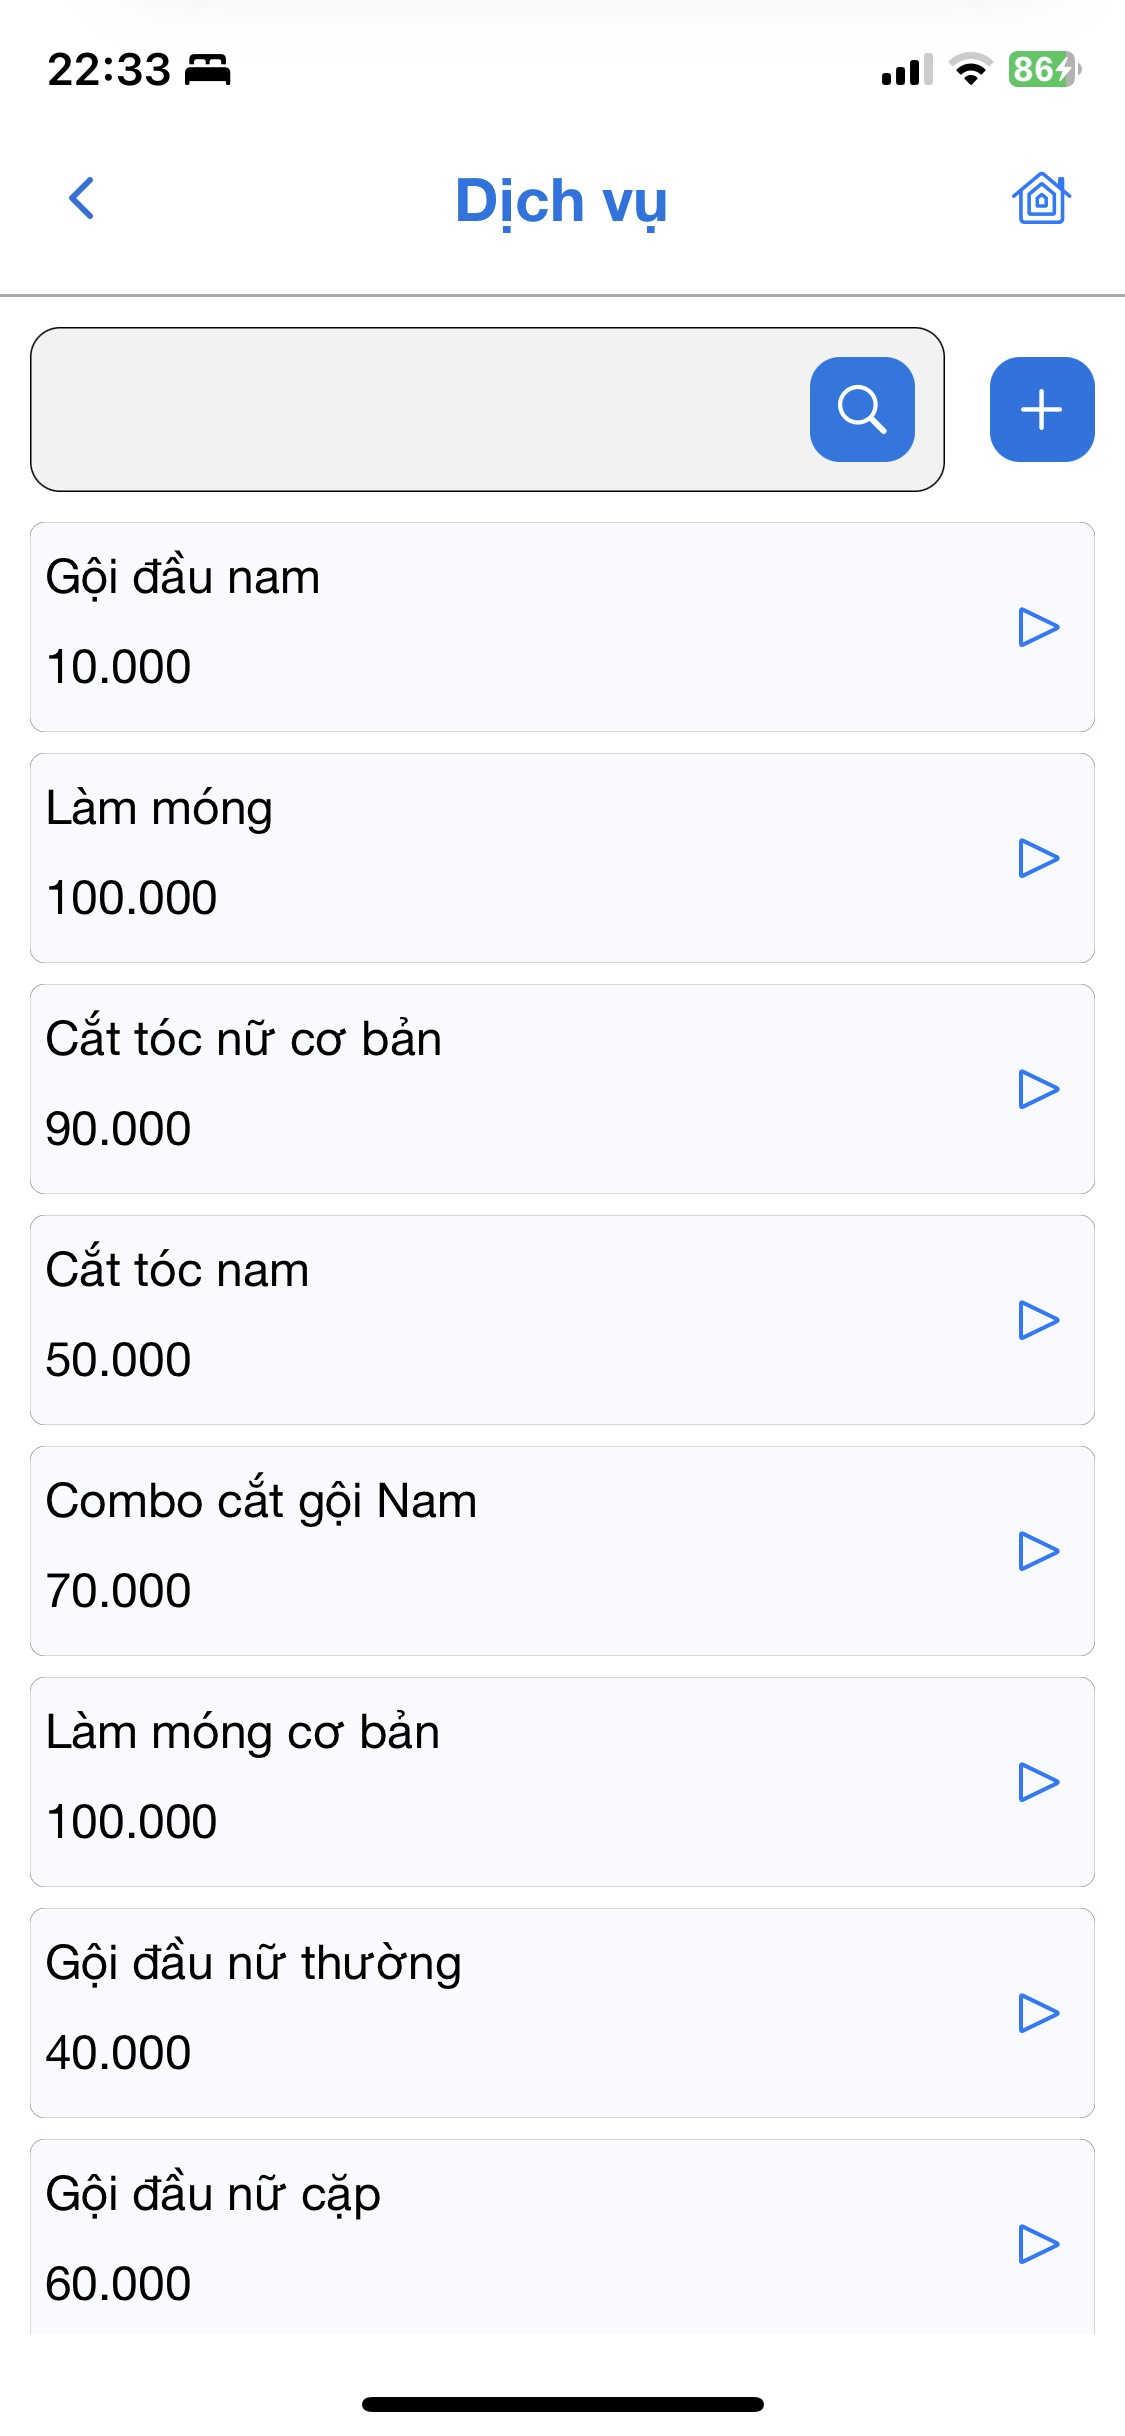 22:33
86
Dịch vụ
Gội đầu nam
10.000
Làm móng
100.000
Cắt tóc nữ cơ bản
90.000
Cắt tóc nam
50.000
Combo cắt gội Nam
70.000
Làm móng cơ bản
100.000
Gội đầu nữ thường
40.000
Gội đầu nữ cặp
60.000